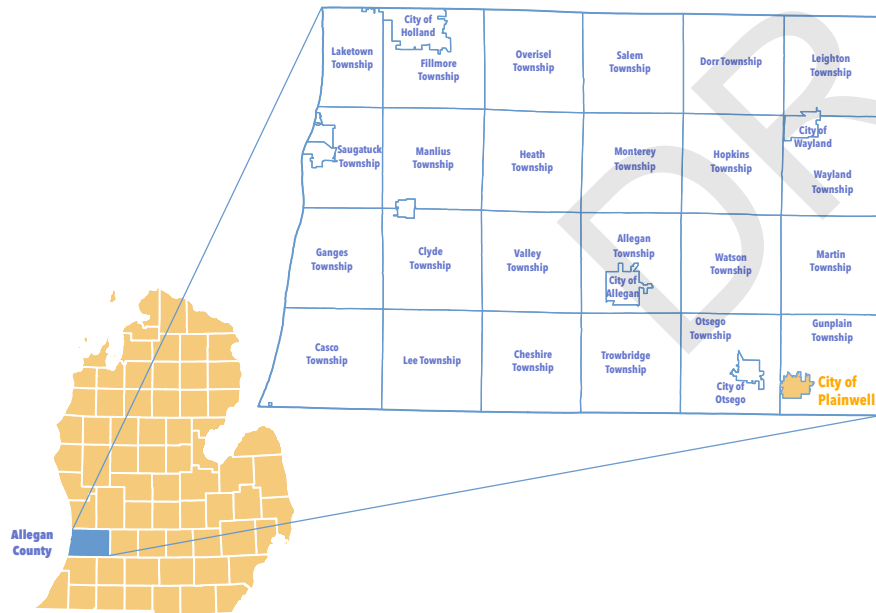 City of
Holland
Laketown
Township
Fillmore
Township
Overisel
Township
Salem
Township
Dorr Township
Leighton
Township
Saugatuck
Township
Manlius
Township
Heath
Township
Monterey
Township
Hopkins
Township
City of
Wayland
Wayland
Township
Ganges
Township
Clyde
Township
Valley
Township
Allegan
Township
City of
Allegan
Watson
Township
Martin
Township
Casco
Township
Lee Township
Cheshire
Township
Trowbridge
Township
Otsego
Township
City of
Otsego
Gunplain
Township
City of
Plainwell
Allegan
County
DR